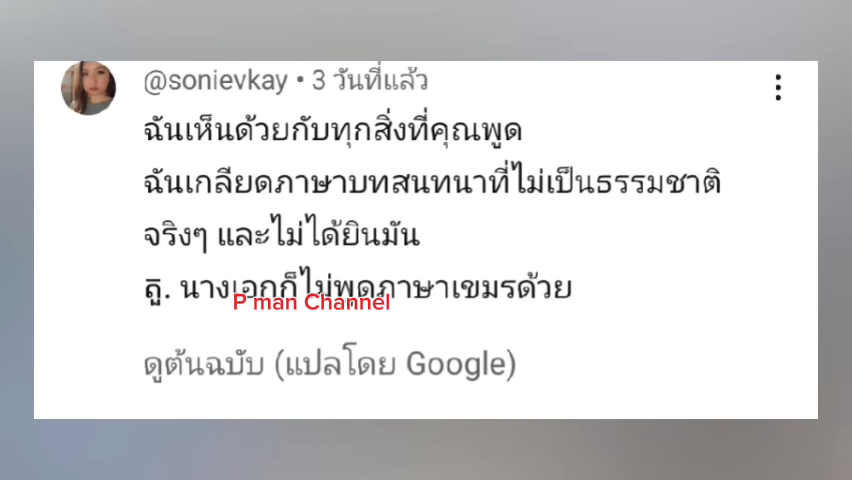 @sonievkay • 3 วันที่แล้ว
ฉันเห็นด้วยกับทุกสิ่งที่คุณพูด
ฉันเกลียดภาษาบทสนทนาที่ไม่เป็นธรรมชาติ
จริงๆ และไม่ได้ยินมัน
ឮ. นางเอกก็ไม่พูดภาษาเขมรด้วย
P man Channel
ดูต้นฉบับ (แปลโดย Google)